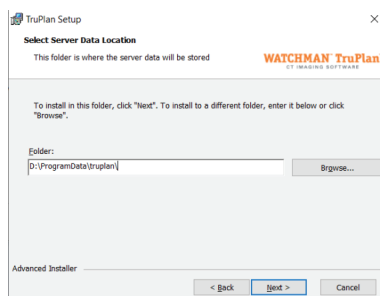 TruPlan Setup
Select Server Data Location
This folder is where the server data will be stored
WATCHMAN™ TruPlan
CT IMAGING SOFTWARE
To install in this folder, click "Next". To install to a different folder, enter it below or click
"Browse".
Folder:
D:\ProgramData\truplan\
Browse...
Advanced Installer
< Back
Next >
Cancel